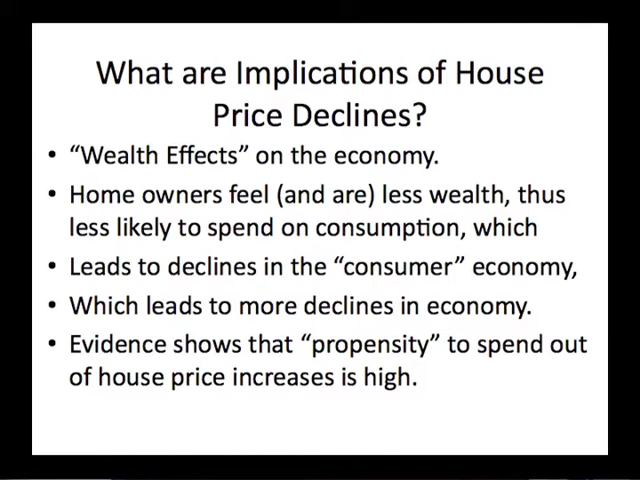 What are Implications of House
Price Declines?
• “Wealth Effects” on the economy.
• Home owners feel (and are) less wealth, thus
less likely to spend on consumption, which
• Leads to declines in the “consumer” economy,
• Which leads to more declines in economy.
• Evidence shows that “propensity” to spend out
of house price increases is high.